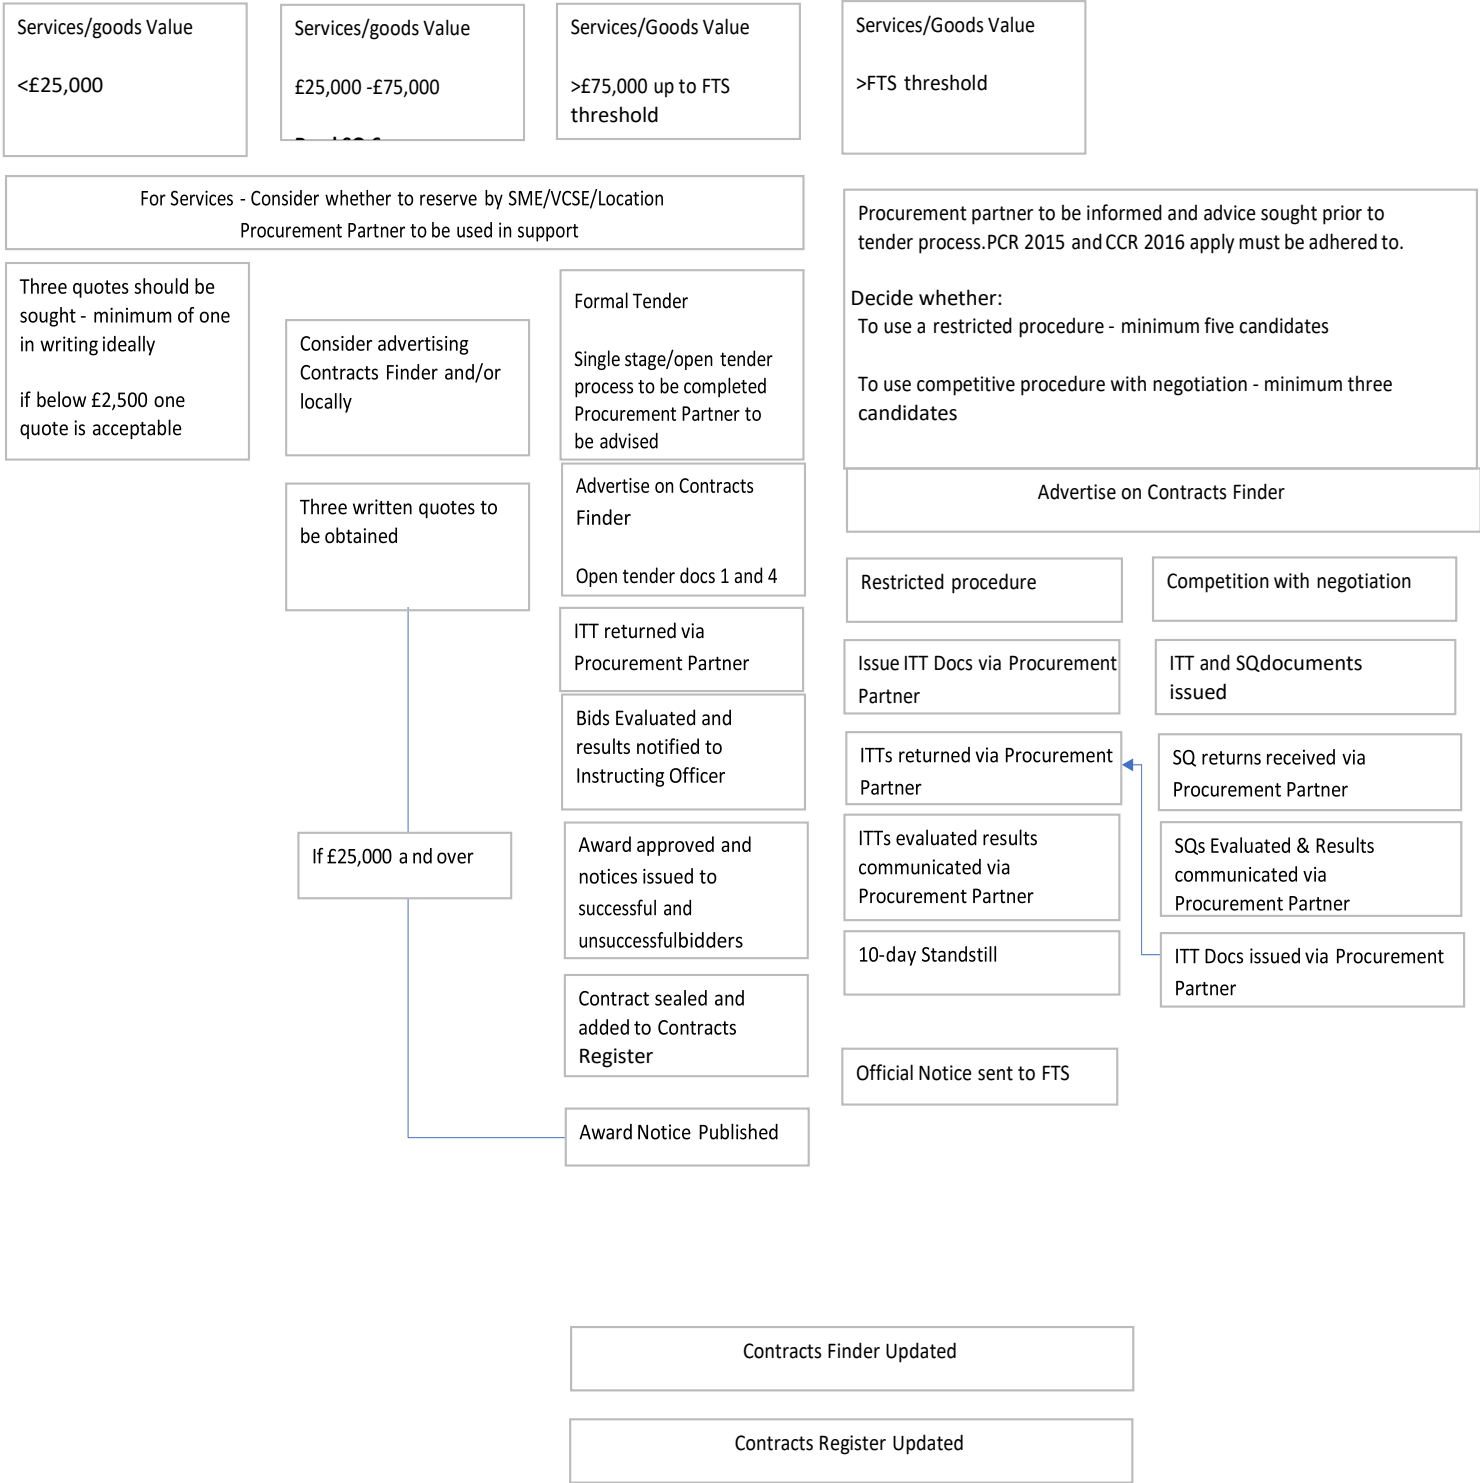 Services/goods Value
<£25,000
Services/goods Value
£25,000 -£75,000
Services/Goods Value
>£75,000 up to FTS
threshold
Services/Goods Value
>FTS threshold
For Services - Consider whether to reserve by SME/VCSE/Location
Procurement Partner to be used in support
Procurement partner to be informed and advice sought prior to
tender process.PCR 2015 and CCR 2016 apply must be adhered to.
Decide whether:
To use a restricted procedure - minimum five candidates
To use competitive procedure with negotiation - minimum three
candidates
Three quotes should be
sought - minimum of one
in writing ideally
if below £2,500 one
quote is acceptable
Consider advertising
Contracts Finder and/or
locally
Three written quotes to
be obtained
If £25,000 and over
Formal Tender
Single stage/open tender
process to be completed
Procurement Partner to
be advised
Advertise on Contracts
Finder
Open tender docs 1 and 4
ITT returned via
Procurement Partner
Bids Evaluated and
results notified to
Instructing Officer
Award approved and
notices issued to
successful and
unsuccessfulbidders
Contract sealed and
added to Contracts
Register
Award Notice Published
Advertise on Contracts Finder
Restricted procedure
Issue ITT Docs via Procurement
Partner
ITTs returned via Procurement
Partner
ITTs evaluated results
communicated via
Procurement Partner
10-day Standstill
Official Notice sent to FTS
Competition with negotiation
ITT and SQdocuments
issued
SQ returns received via
Procurement Partner
SQs Evaluated & Results
communicated via
Procurement Partner
ITT Docs issued via Procurement
Partner
Contracts Finder Updated
Contracts Register Updated